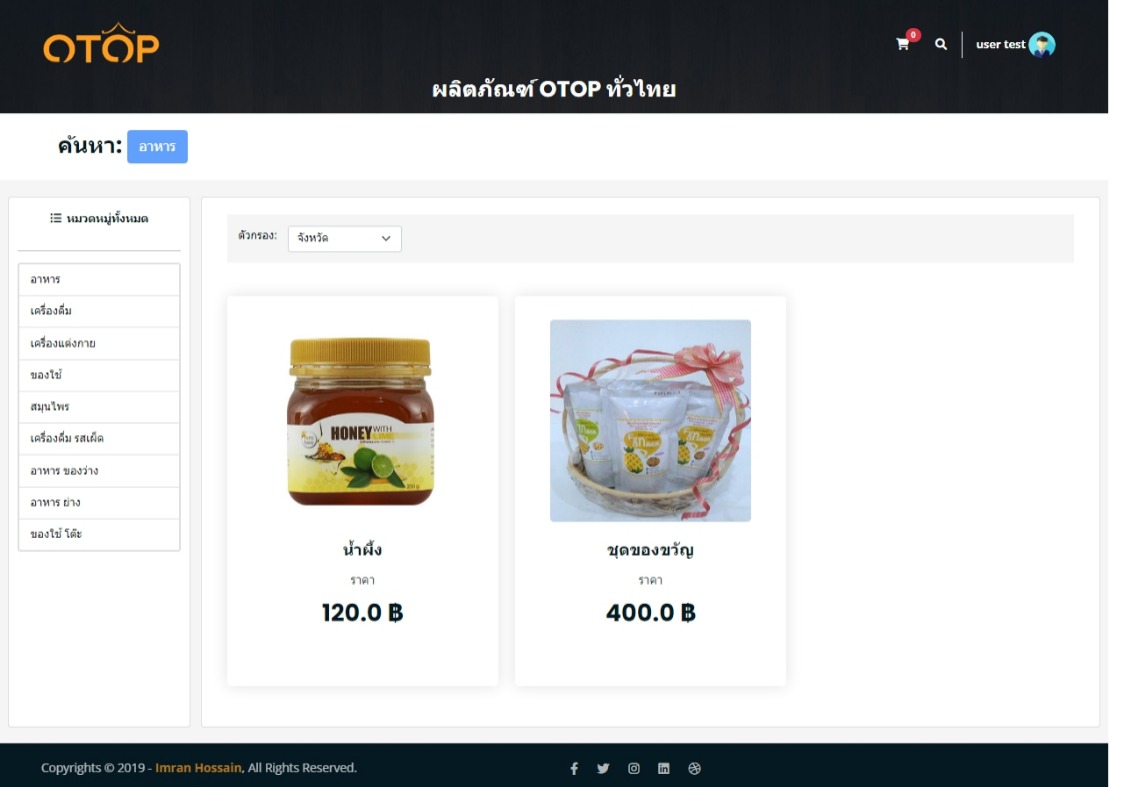 OTOP
0
user test
ผลิตภัณฑ์ OTOP ทั่วไทย
ค้นหา: อาหาร
หมวดหมู่ทั้งหมด
อาหาร
เครื่องดื่ม
เครื่องแต่งกาย
ของใช้
สมุนไพร
เครื่องดื่ม รสเผ็ด
อาหาร ของว่าง
อาหาร ย่าง
ของใช้ โต๊ะ
ตัวกรอง: จังหวัด
HONEY WITH LIME
น้ำผึ้ง
ราคา
120.0 ฿
ชุดของขวัญ
ราคา
400.0 ฿
Copyrights © 2019 - Imran Hossain, All Rights Reserved.